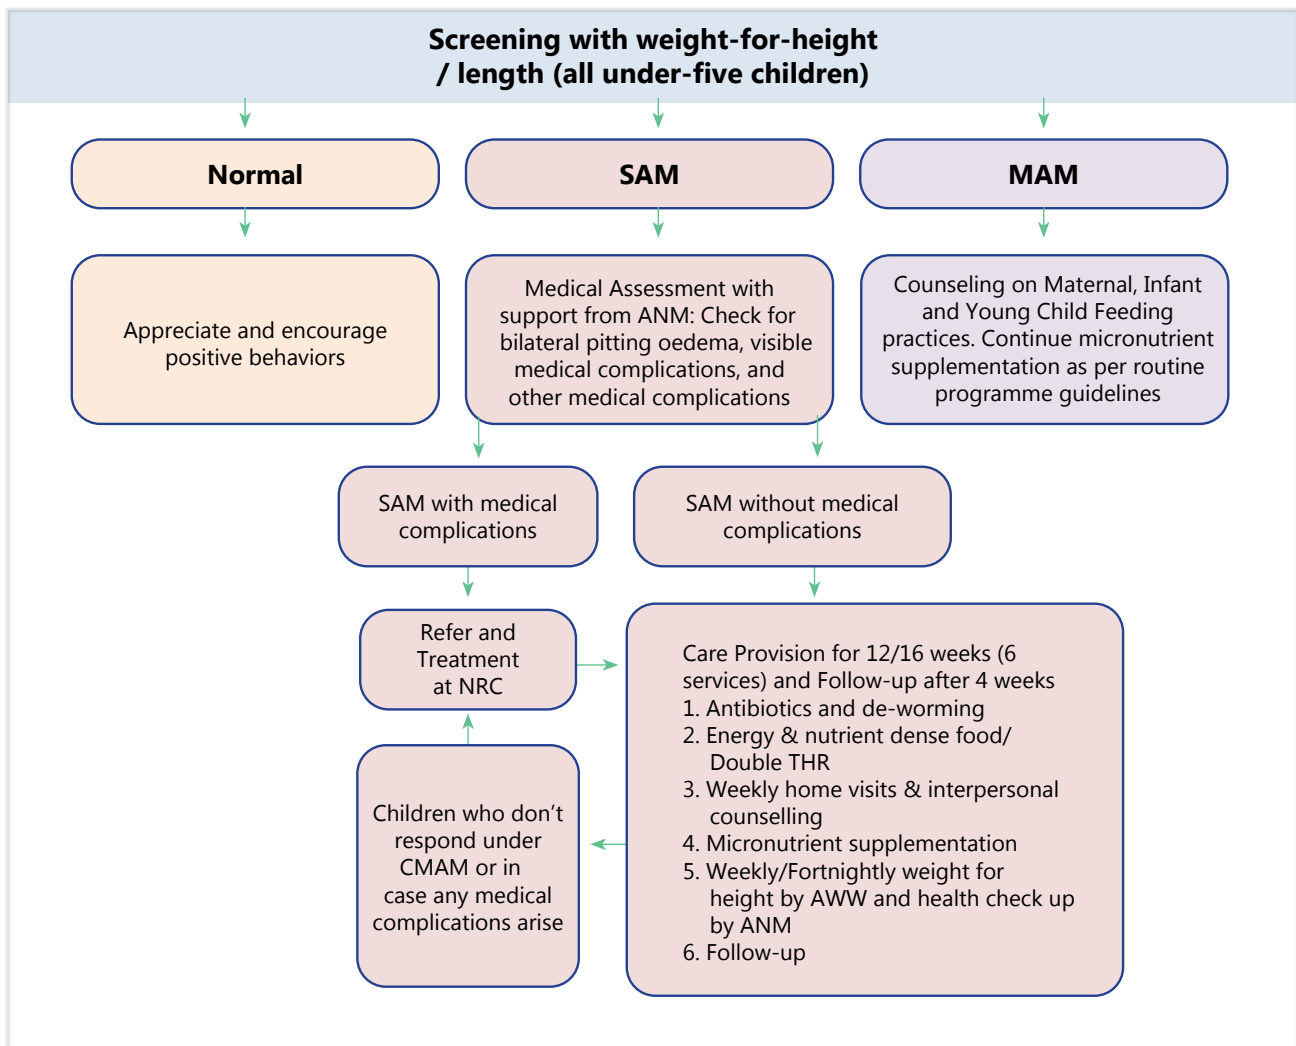 Screening with weight-for-height
/ length (all under-five children)
Normal
SAM
MAM
Appreciate and encourage
positive behaviors
Medical Assessment with
support from ANM: Check for
bilateral pitting oedema, visible
medical complications, and
other medical complications
Counseling on Maternal, Infant
and Young Child Feeding
practices. Continue micronutrient
supplementation as per routine
programme guidelines
SAM with medical
complications
SAM without medical
complications
Refer and
Treatment
at NRC
Care Provision for 12/16 weeks (6
services) and Follow-up after 4 weeks
1. Antibiotics and de-worming
2. Energy & nutrient dense food/
Double THR
3. Weekly home visits & interpersonal
counselling
4. Micronutrient supplementation
5. Weekly/Fortnightly weight for
height by AWW and health check up
by ANM
6. Follow-up
Children who don’t
respond under
CMAM or in
case any medical
complications arise